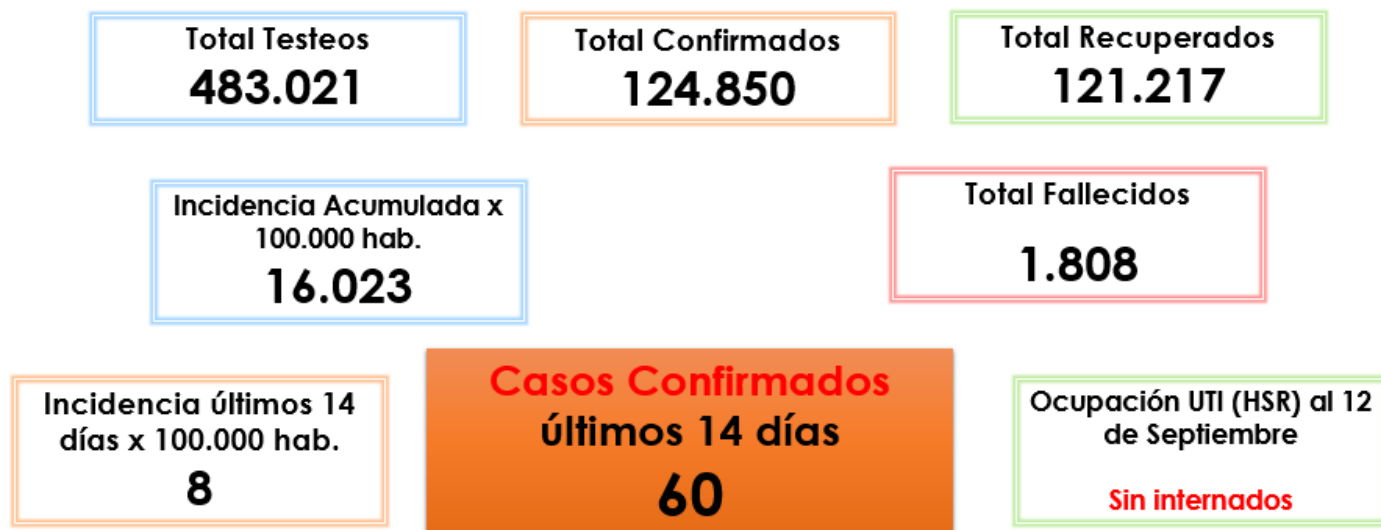 Total Testeos
483.021
Total Confirmados
124.850
Total Recuperados
121.217
Incidencia Acumulada x
100.000 hab.
16.023
Total Fallecidos
1.808
Incidencia últimos 14
días x 100.000 hab.
8
Casos Confirmados
últimos 14 días
60
Ocupación UTI (HSR) al 12
de Septiembre
Sin internados